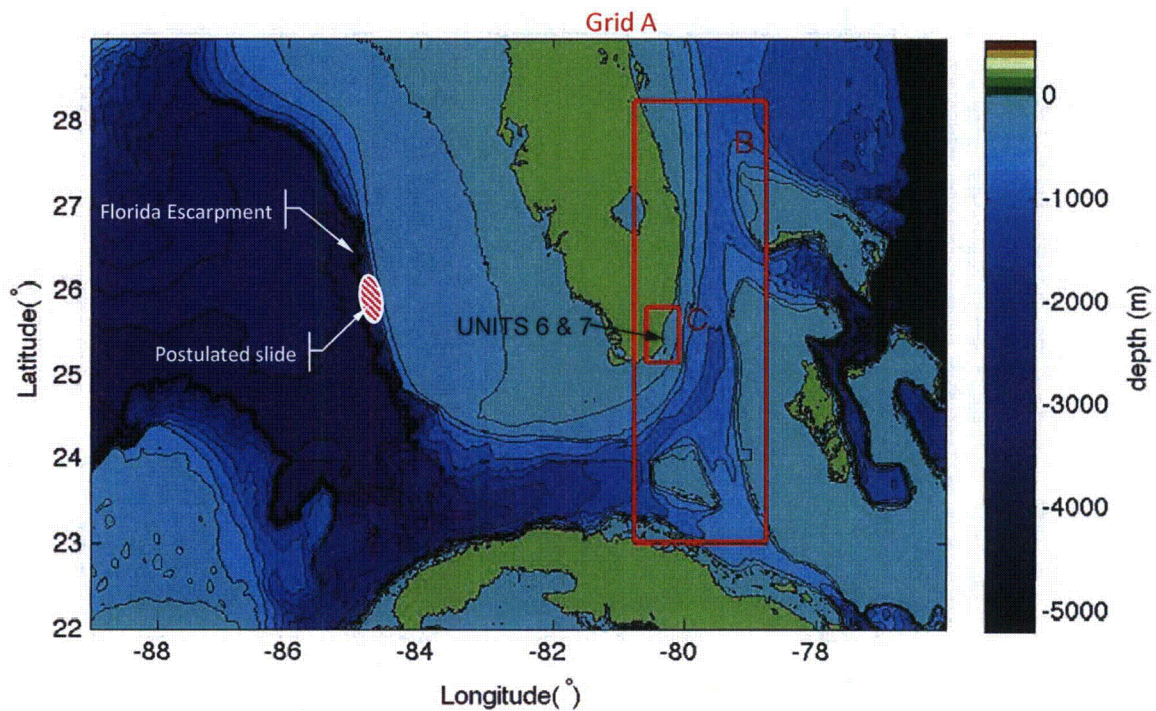 Grid A
28
27
26
25
24
23
22
Latitude(°)
-88
-86
-84
-82
-80
-78
Longitude(°)
Florida Escarpment
Postulated slide
UNITS 6 & 7
B
C
0
-1000
-2000
-3000
-4000
-5000
depth (m)